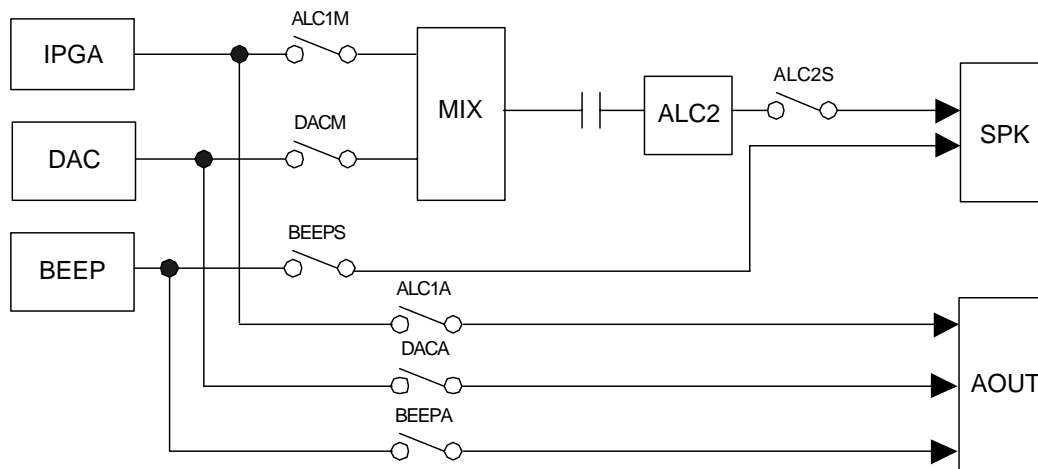 ALC1M
IPGA
MIX
ALC2S
ALC2
SPK
DACM
DAC
BEEPS
BEEP
ALC1A
DACA
AOUT
BEEPA